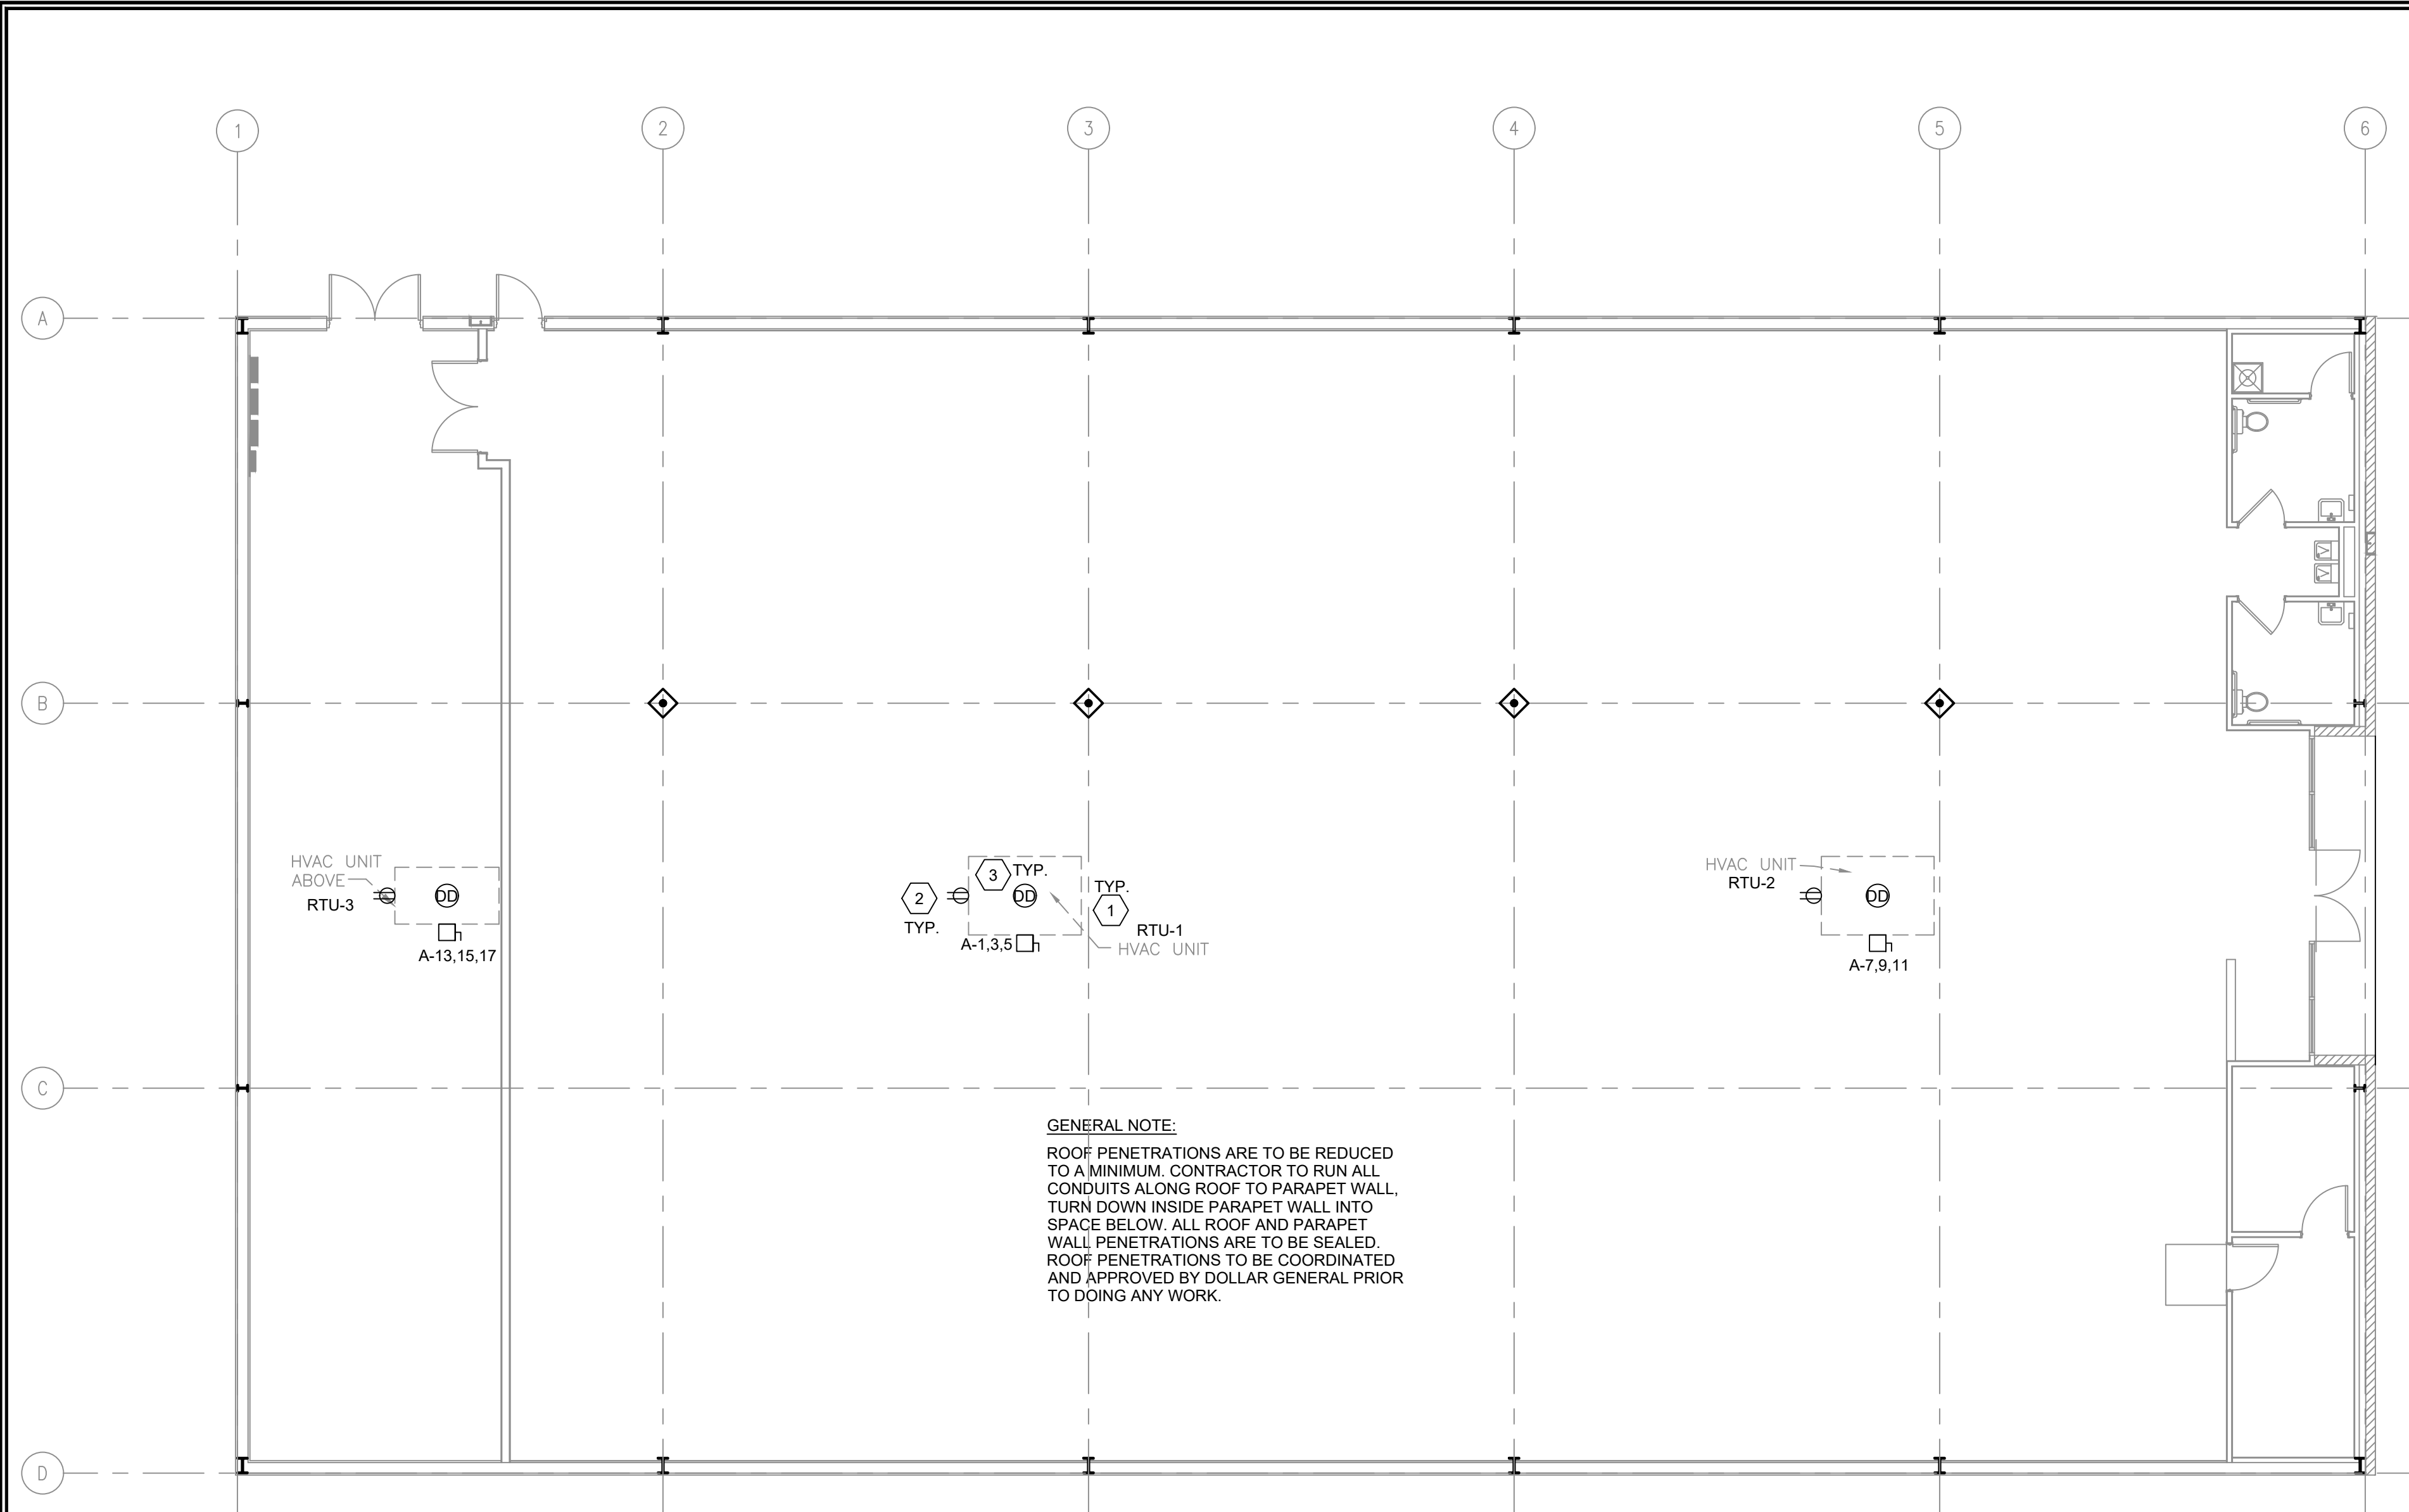 1
2
3
4
5
6
A
B
C
D
HVAC UNIT
ABOVE
RTU-3
DD
A-13,15,17
2
TYP.
3
TYP.
DD
TYP.
1
A-1,3,5
RTU-1
HVAC UNIT
HVAC UNIT
RTU-2
DD
A-7,9,11
GENERAL NOTE:
ROOF PENETRATIONS ARE TO BE REDUCED
TO A MINIMUM. CONTRACTOR TO RUN ALL
CONDUITS ALONG ROOF TO PARAPET WALL,
TURN DOWN INSIDE PARAPET WALL INTO
SPACE BELOW. ALL ROOF AND PARAPET
WALL PENETRATIONS ARE TO BE SEALED.
ROOF PENETRATIONS TO BE COORDINATED
AND APPROVED BY DOLLAR GENERAL PRIOR
TO DOING ANY WORK.